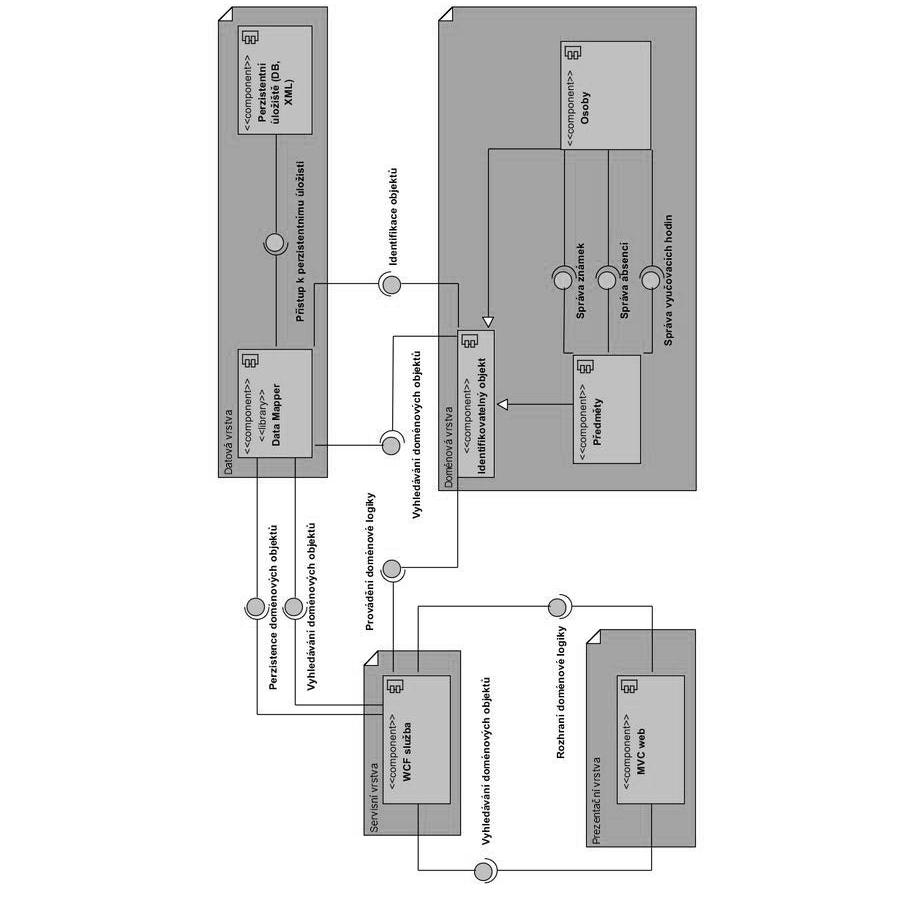 Datová vrstva
<<component>>
<<library>>
Data Mapper
<<component>>
Perzistentní
úložiště (DB,
XML)
Přístup k perzistentnímu úložišti
Identifikace objektů
Vyhledávání doménových objektů
Doménová vrstva
<<component>>
Identifikovatelný objekt
<<component>>
Osoby
<<component>>
Předměty
Správa známek
Správa absencí
Správa vyučovacích hodin
Perzistence doménových objektů
Vyhledávání doménových objektů
Provádění doménové logiky
Servisní vrstva
<<component>>
WCF služba
Vyhledávání doménových objektů
Rozhraní doménové logiky
Prezentační vrstva
<<component>>
MVC web